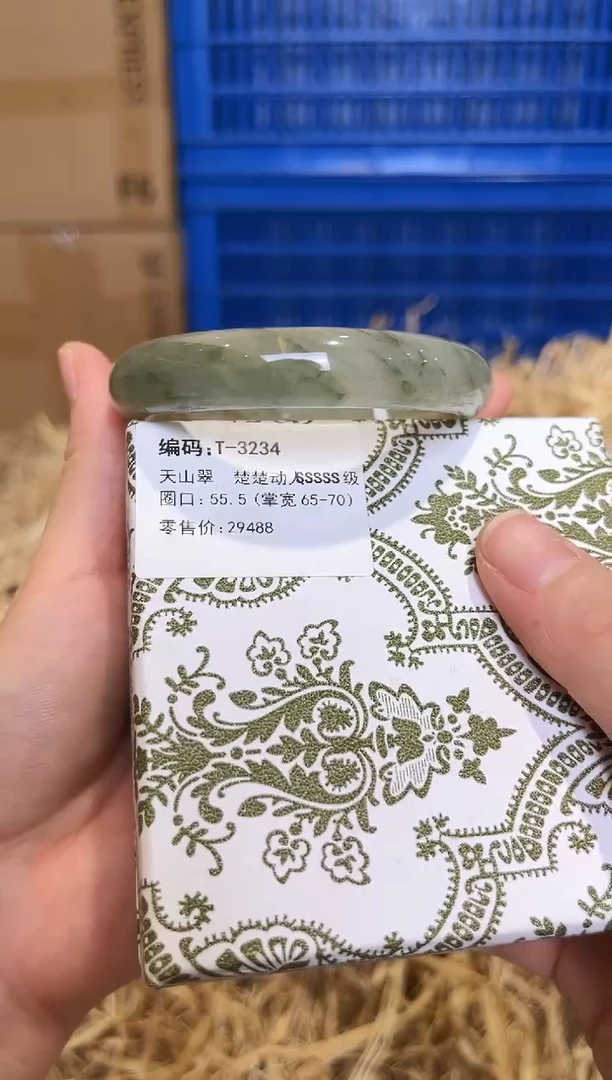 编码:T-3234
天山翠 楚楚动人SSSSS级
圈口:55.5(掌宽65-70)
零售价:29488